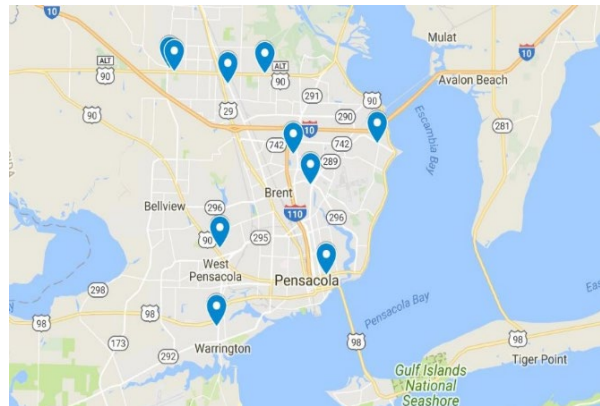 Mulat
10
ALT
90
ALT
90
Avalon Beach
90
29
291
90
290
10
281
Escambia Bay
742
742
289
Brent
Bellview
296
110
296
90
295
West
Pensacola
Pensacola
298
98
98
Pensacola Bay
98
173
292
Warrington
98
Tiger Point
Gulf Islands
National
Seashore